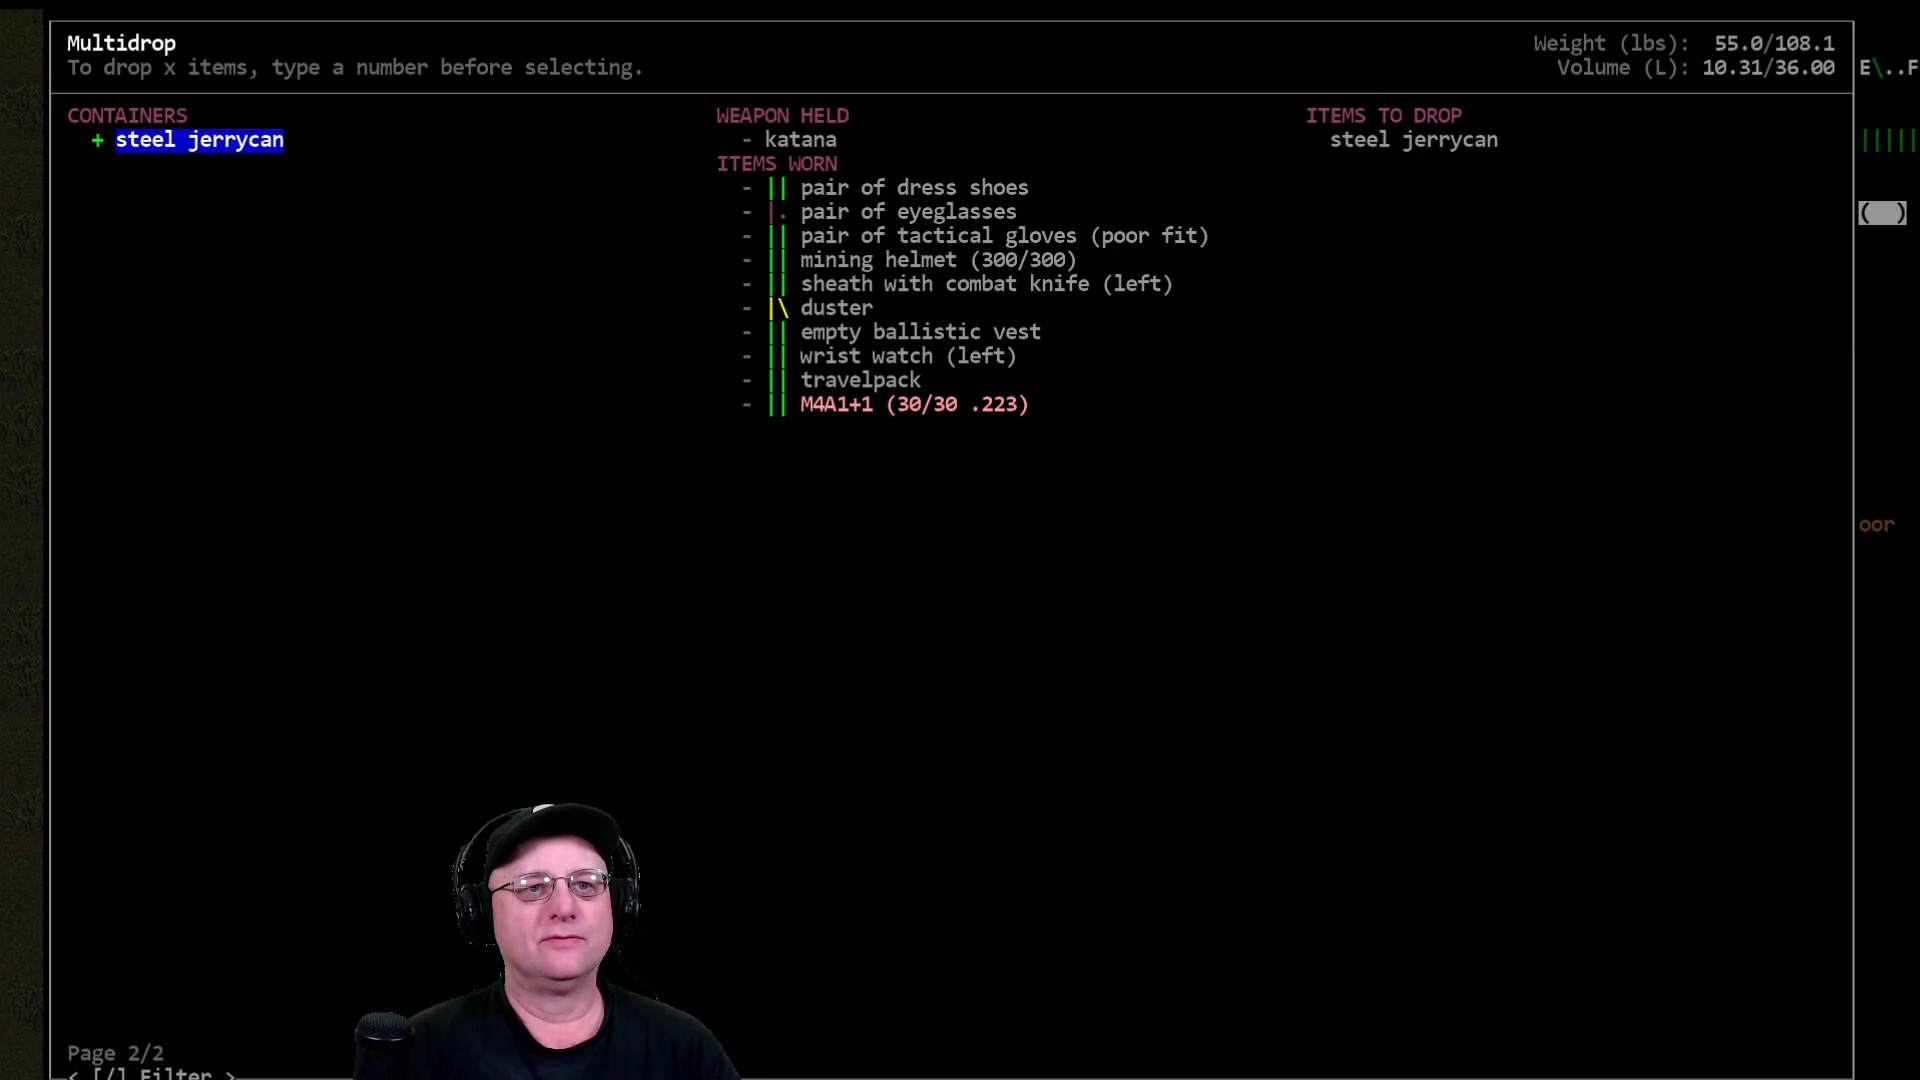 Multidrop
To drop x items, type a number before selecting.
Weight (lbs): 55.0/108.1
Volume (L): 10.31/36.00
E\..F
CONTAINERS
+ steel jerrycan
WEAPON HELD
- katana
ITEMS WORN
- || pair of dress shoes
- |. pair of eyeglasses
- || pair of tactical gloves (poor fit)
- || mining helmet (300/300)
- || sheath with combat knife (left)
- |\ duster
- || empty ballistic vest
- || wrist watch (left)
- || travelpack
- || M4A1+1 (30/30 .223)
ITEMS TO DROP
steel jerrycan
|||||
( )
oor
Page 2/2
< [/] Filter >